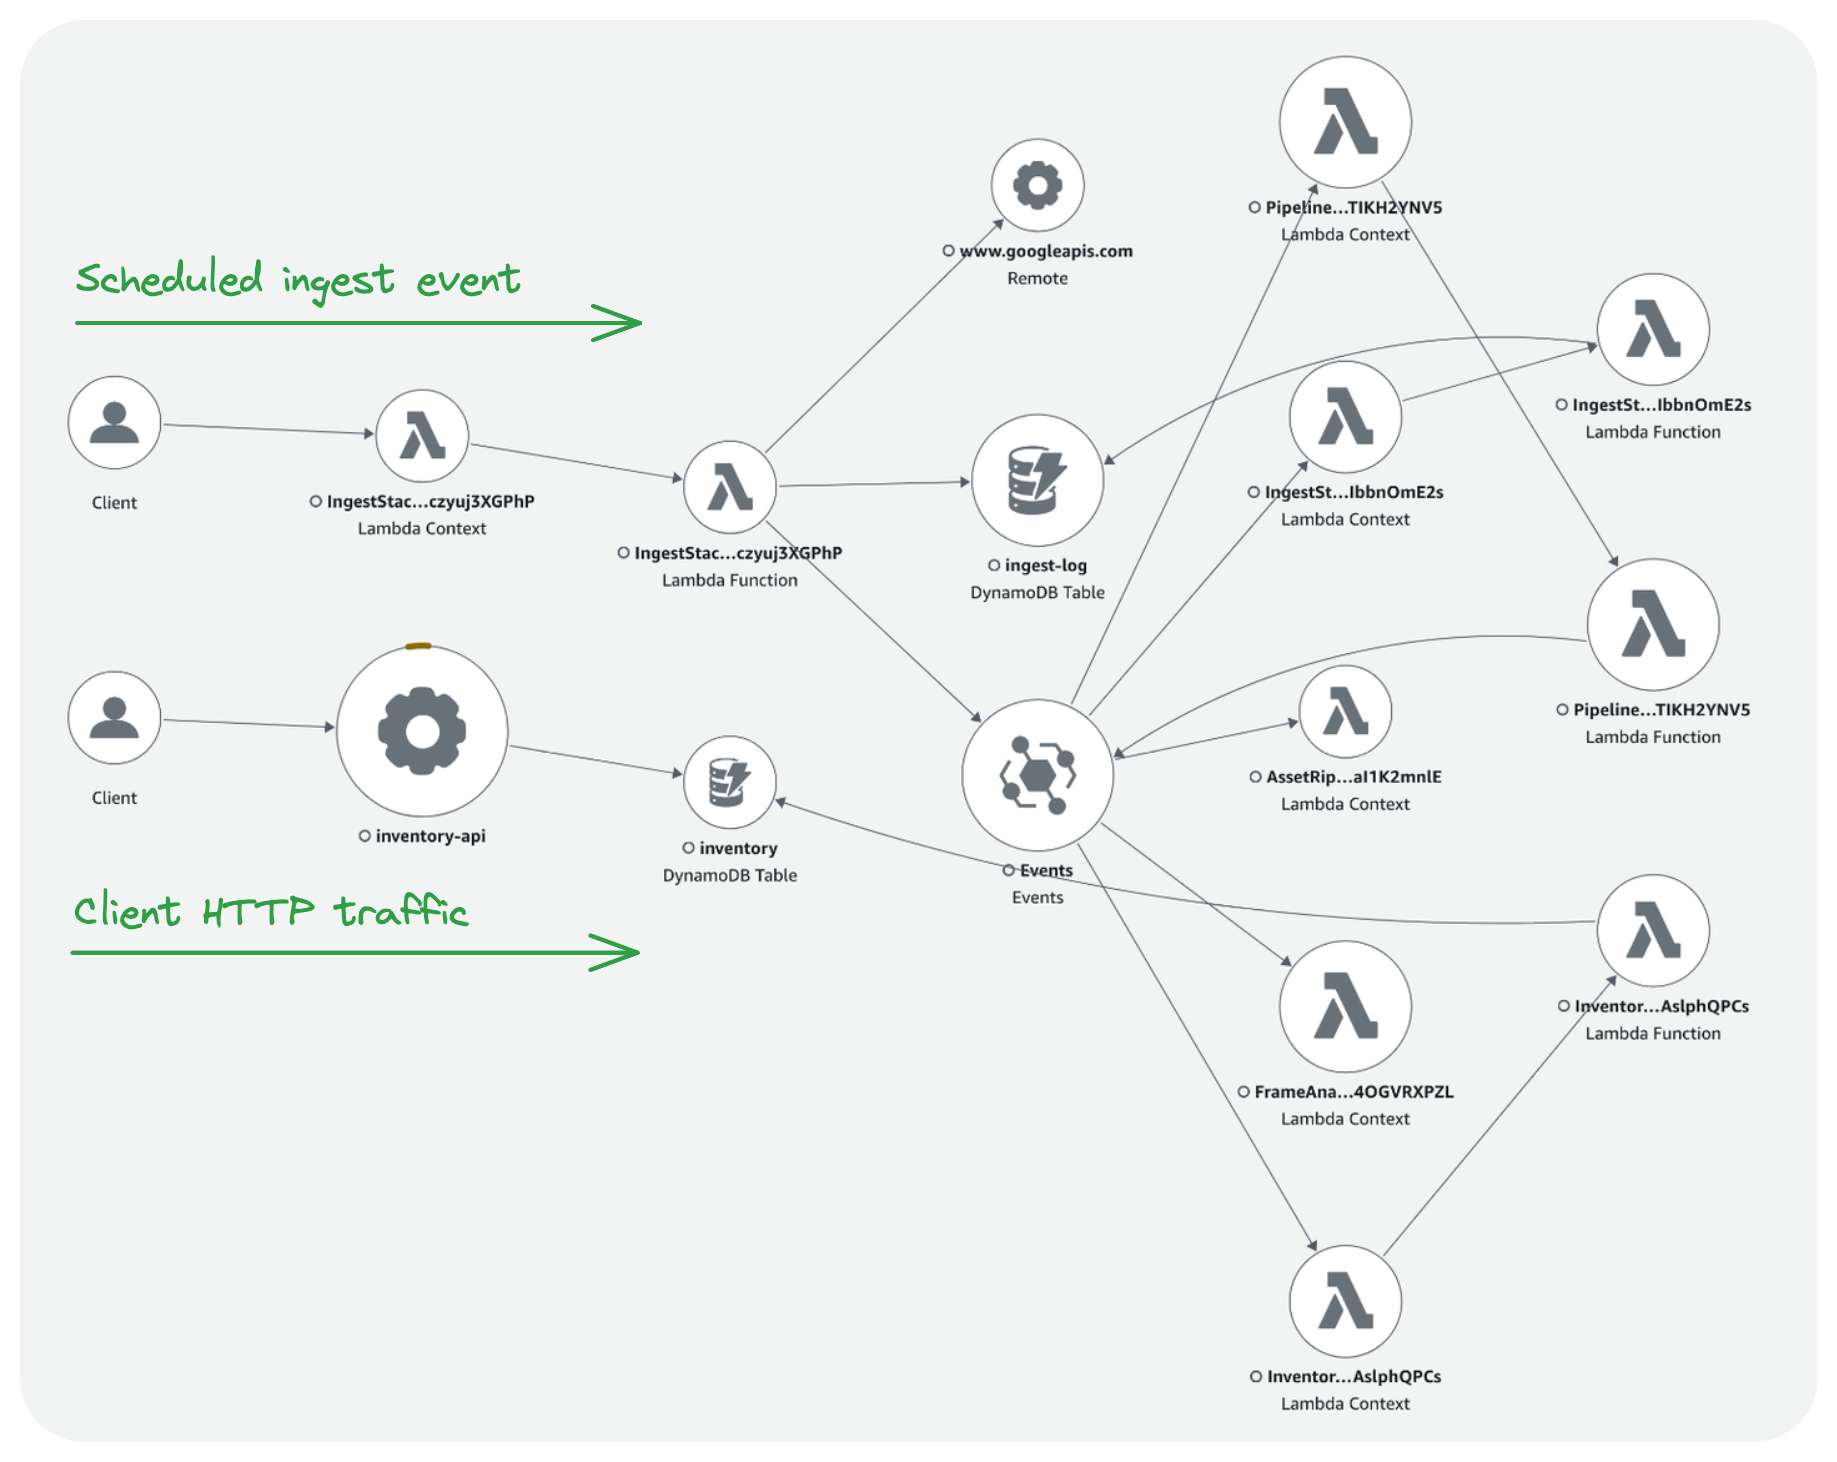 Pipeline...TIKH2YNV5
Lambda Context
www.googleapis.com
Remote
Scheduled ingest event
IngestSt...IbbnOmE2s
Lambda Function
Client
IngestStac...czyuj3XGPhP
Lambda Context
IngestSt...IbbnOmE2s
Lambda Context
IngestStac...czyuj3XGPhP
Lambda Function
ingest-log
DynamoDB Table
Pipeline...TIKH2YNV5
Lambda Function
Client
inventory-api
inventory
DynamoDB Table
AssetRip...aI1K2mnlE
Lambda Context
Events
Events
Client HTTP traffic
Inventor...AslphQPCs
Lambda Function
FrameAna...4OGVRXPZL
Lambda Context
Inventor...AslphQPCs
Lambda Context